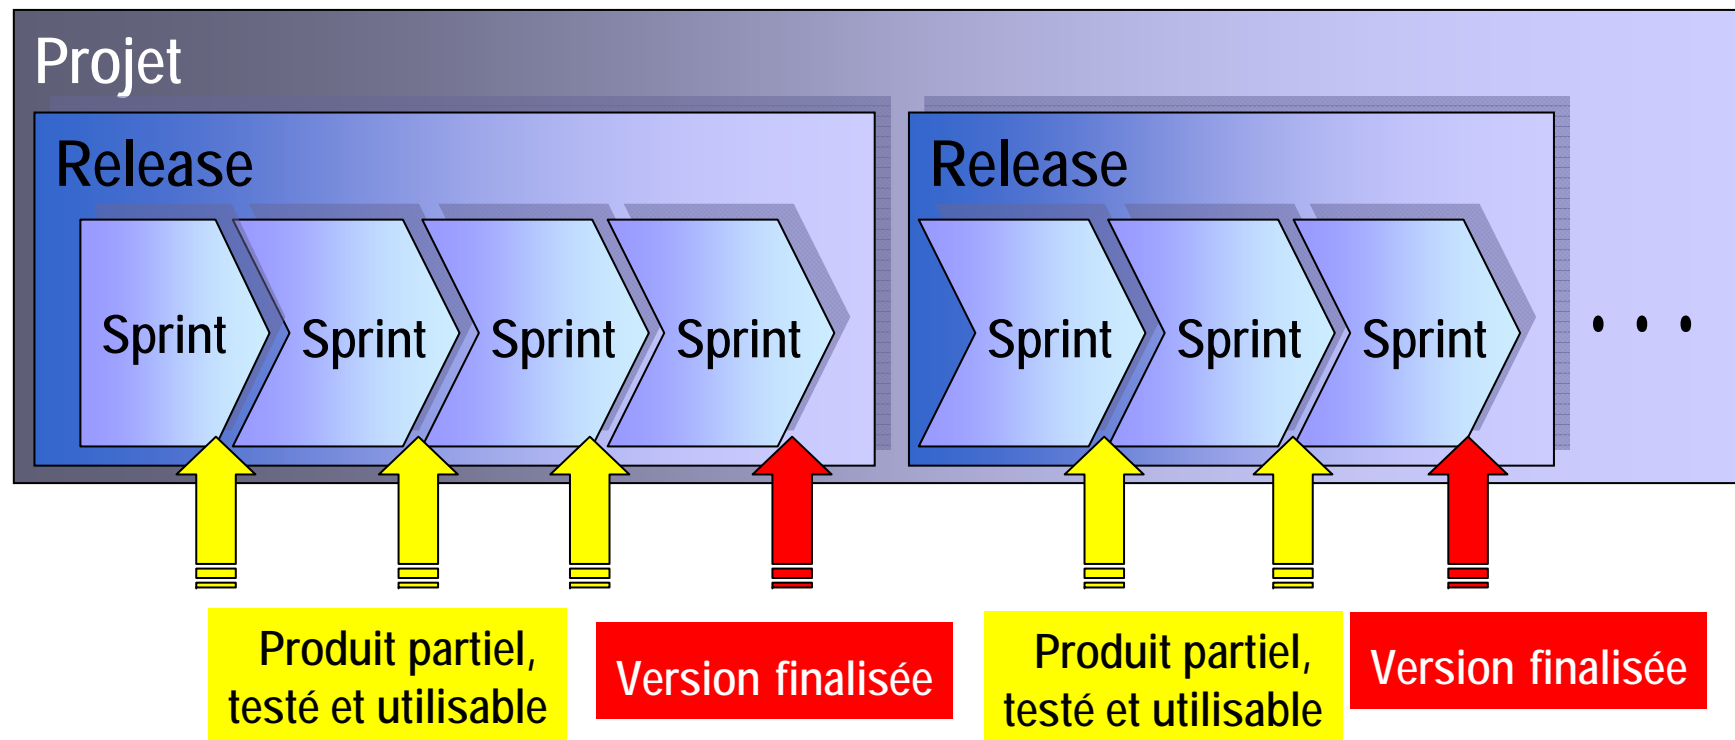 Projet
Release
Release
Sprint
Sprint
Sprint
Sprint
Sprint
Sprint
Sprint
. . .
Produit partiel,
testé et utilisable
Version finalisée
Produit partiel,
testé et utilisable
Version finalisée